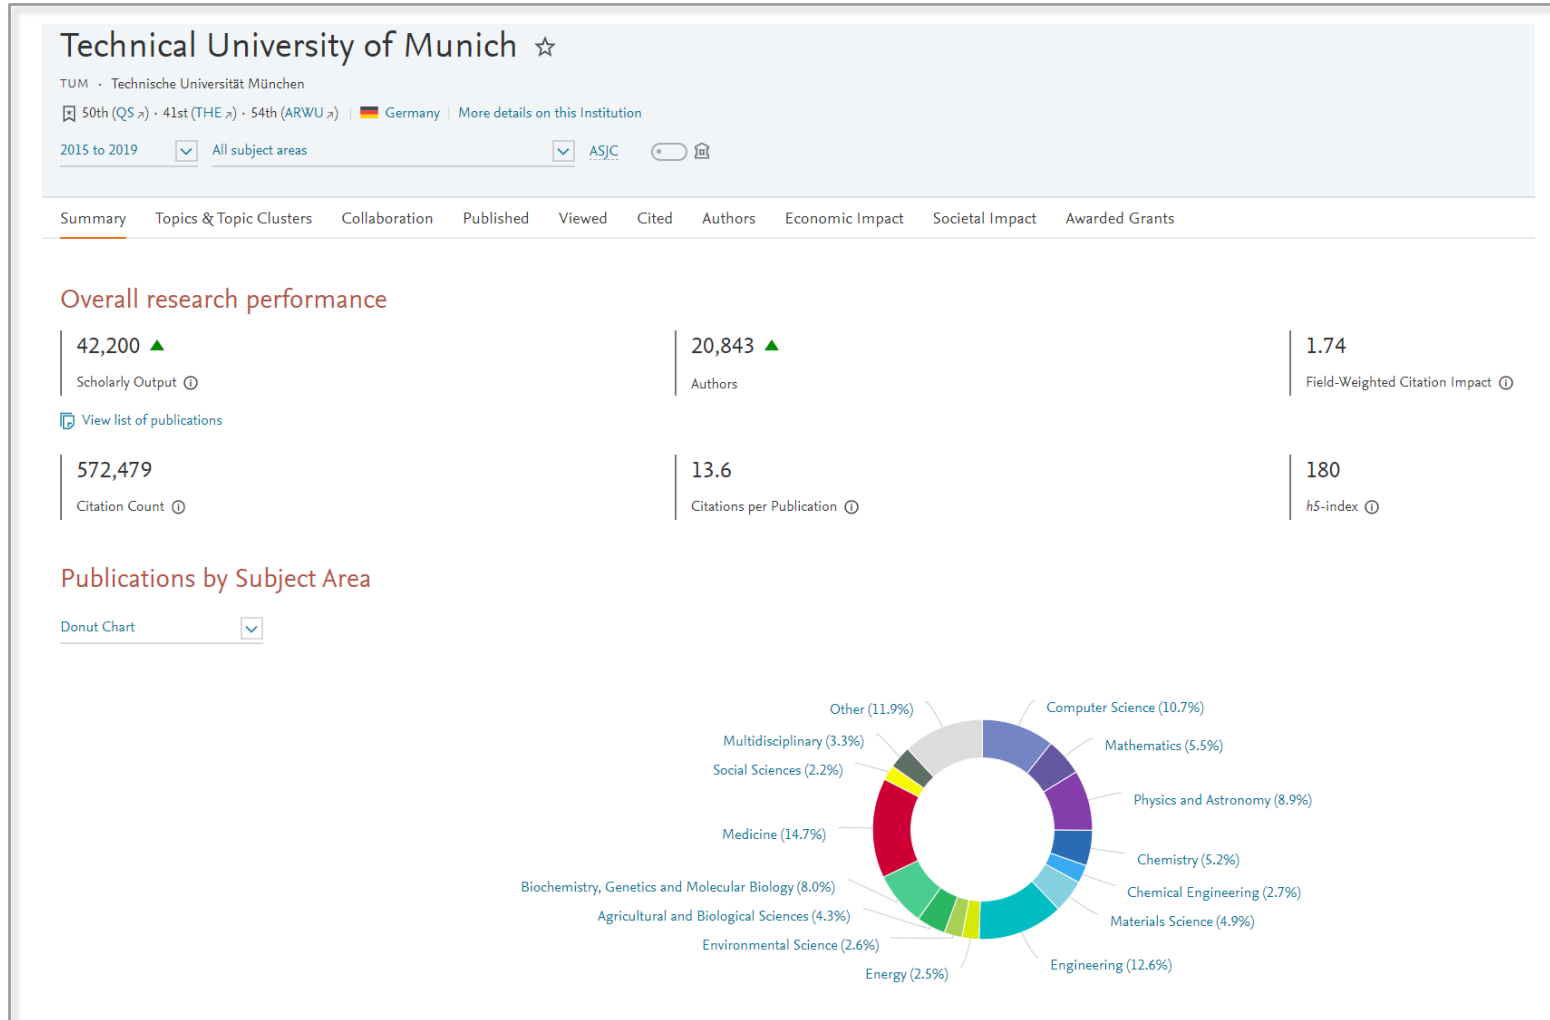 Technical University of Munich
TUM · Technische Universität München
50th (QS ↗) · 41st (THE ↗) · 54th (ARWU ↗) | Germany | More details on this Institution
2015 to 2019 All subject areas ASJC
Summary Topics & Topic Clusters Collaboration Published Viewed Cited Authors Economic Impact Societal Impact Awarded Grants
Overall research performance
42,200 20,843 1.74
Scholarly Output Authors Field-Weighted Citation Impact
View list of publications
572,479 13.6 180
Citation Count Citations per Publication h5-index
Publications by Subject Area
Donut Chart
Other (11.9%) Computer Science (10.7%)
Multidisciplinary (3.3%) Mathematics (5.5%)
Social Sciences (2.2%)
Physics and Astronomy (8.9%)
Medicine (14.7%)
Chemistry (5.2%)
Biochemistry, Genetics and Molecular Biology (8.0%) Chemical Engineering (2.7%)
Agricultural and Biological Sciences (4.3%) Materials Science (4.9%)
Environmental Science (2.6%)
Energy (2.5%) Engineering (12.6%)